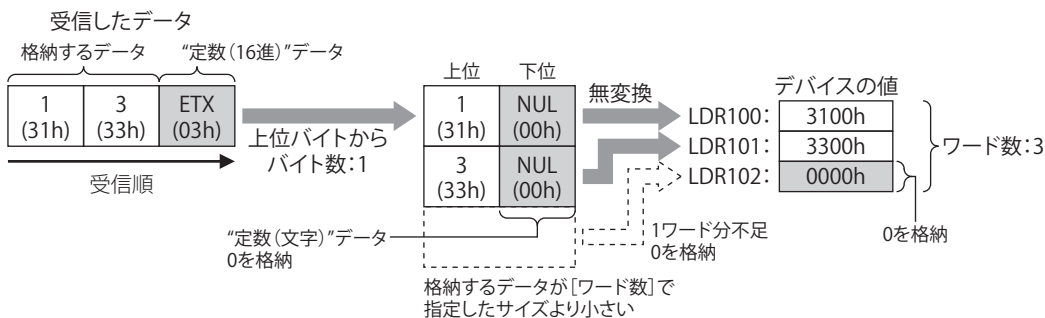 受信したデータ
格納するデータ “定数(16進)”データ
1
(31h)
3
(33h)
ETX
(03h)
受信順
上位バイトから
バイト数:1
上位 下位
1
(31h)
NUL
(00h)
3
(33h)
NUL
(00h)
“定数(文字)”データ
0を格納
格納するデータが[ワード数]で
指定したサイズより小さい
無変換
1ワード分不足
0を格納
デバイスの値
LDR100: 3100h
LDR101: 3300h
LDR102: 0000h
ワード数:3
0を格納